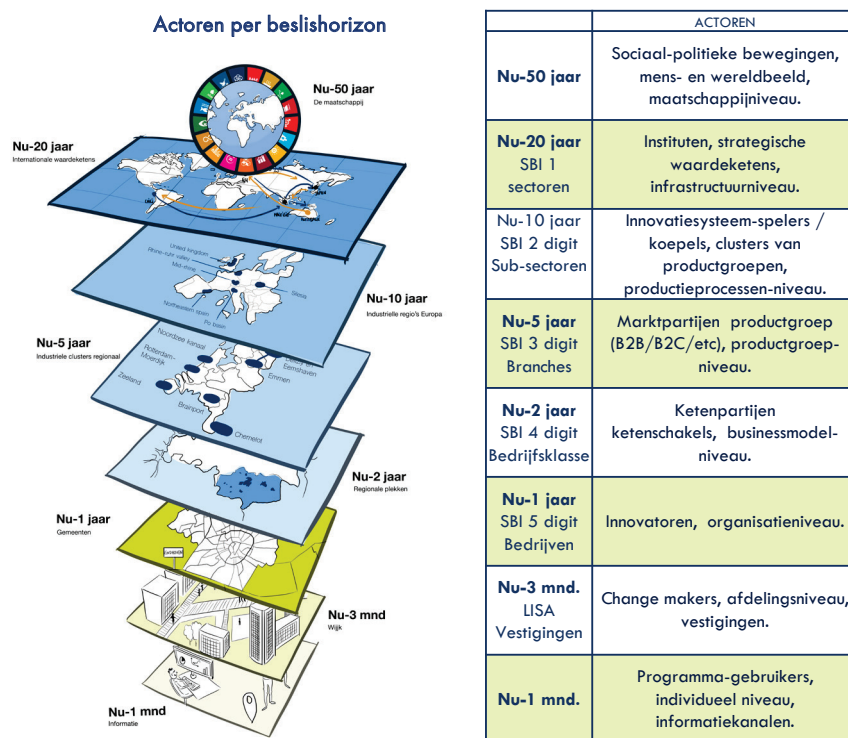 Actoren per beslishorizon
Nu-50 jaar
De maatschappij
Nu-20 jaar
Internationale waardeketens
United kingdom
Rhine-ruhr valley
Mid-rhine
Silesia
Northeastern spain
Po basin
Nu-10 jaar
Industriele regio's Europa
Nu-5 jaar
Industriele clusters regionaal
Noordzee kanaal
Rotterdam-
Moerdijk
Eemshaven
Emmen
Zeeland
Brainport
Chemelot
Nu-2 jaar
Regionale plekken
Nu-1 jaar
Gemeenten
Nu-3 mnd
Wijk
Nu-1 mnd
Informatie
ACTOREN
Nu-50 jaar
Sociaal-politieke bewegingen,
mens- en wereldbeeld,
maatschappijniveau.
Nu-20 jaar
SBI 1
sectoren
Instituten, strategische
waardeketens,
infrastructuurniveau.
Nu-10 jaar
SBI 2 digit
Sub-sectoren
Innovatiesysteem-spelers /
koepels, clusters van
productgroepen,
productieprocessen-niveau.
Nu-5 jaar
SBI 3 digit
Branches
Marktpartijen productgroep
(B2B/B2C/etc), productgroep-
niveau.
Nu-2 jaar
SBI 4 digit
Bedrijfsklasse
Ketenpartijen
ketenschakels, businessmodel-
niveau.
Nu-1 jaar
SBI 5 digit
Bedrijven
Innovatoren, organisatieniveau.
Nu-3 mnd.
LISA
Vestigingen
Change makers, afdelingsniveau,
vestigingen.
Nu-1 mnd.
Programma-gebruikers,
individueel niveau,
informatiekanalen.